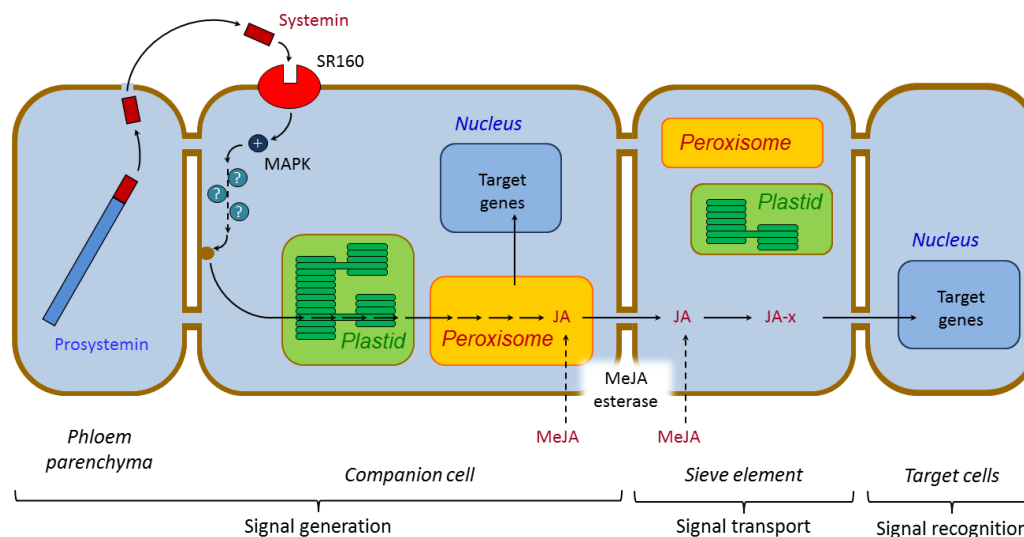 Systemin
SR160
Nucleus
Peroxisome
+
MAPK
Target
genes
?
?
?
Plastid
Nucleus
Target
genes
JA
JA
JA-x
Peroxisome
Plastid
Prosystemin
MeJA
esterase
MeJA
MeJA
Phloem
parenchyma
Companion cell
Sieve element
Target cells
Signal generation
Signal transport
Signal recognition